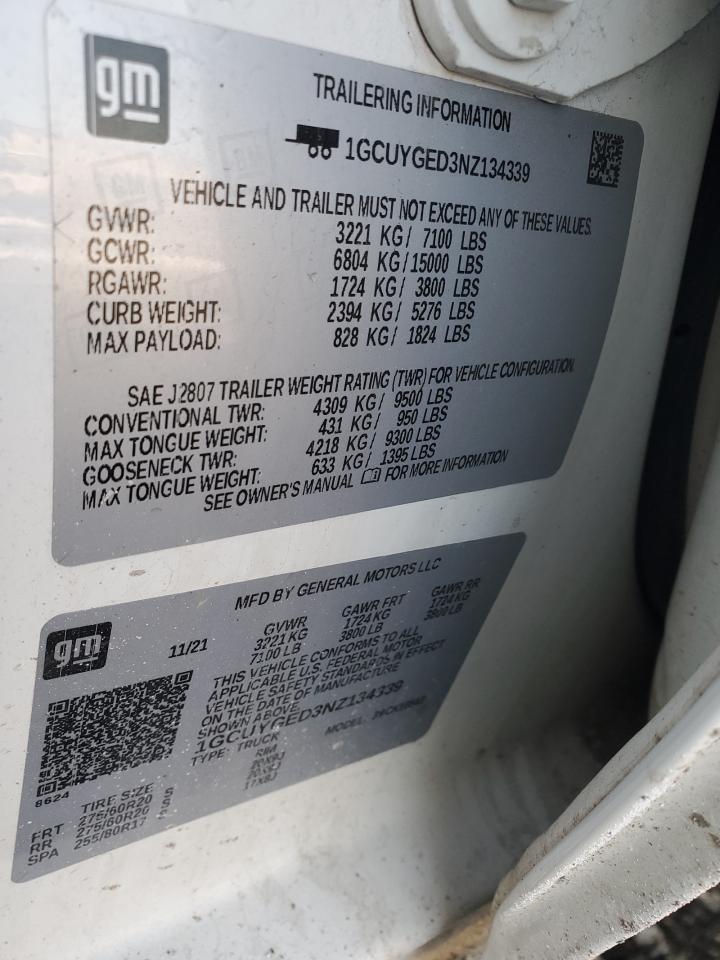 gm
TRAILERING INFORMATION
1GCUYGED3NZ134339
VEHICLE AND TRAILER MUST NOT EXCEED ANY OF THESE VALUES.
GVWR: 3221 KG/ 7100 LBS
GCWR: 6804 KG/15000 LBS
RGAWR: 1724 KG/ 3800 LBS
CURB WEIGHT: 2394 KG/ 5276 LBS
MAX PAYLOAD: 828 KG/ 1824 LBS
SAE J2807 TRAILER WEIGHT RATING (TWR) FOR VEHICLE CONFIGURATION.
CONVENTIONAL TWR: 4309 KG/ 9500 LBS
MAX TONGUE WEIGHT: 431 KG/ 950 LBS
GOOSENECK TWR: 4218 KG/ 9300 LBS
MAX TONGUE WEIGHT: 633 KG/ 1395 LBS
SEE OWNER'S MANUAL FOR MORE INFORMATION
gm
MFD BY GENERAL MOTORS LLC
11/21
GVWR GAWR FRT GAWR RR
3221 KG 1724 KG 1724 KG
7100 LB 3800 LB 3800 LB
THIS VEHICLE CONFORMS TO ALL
APPLICABLE U.S. FEDERAL MOTOR
VEHICLE SAFETY STANDARDS IN EFFECT
ON THE DATE OF MANUFACTURE
SHOWN ABOVE.
1GCUYGED3NZ134339
TYPE: TRUCK MODEL:
8624
TIRE SIZE RIM
FRT 275/60R20 S 20X9J
RR 275/60R20 S 20X9J
SPA 255/80R17 S 17X8J